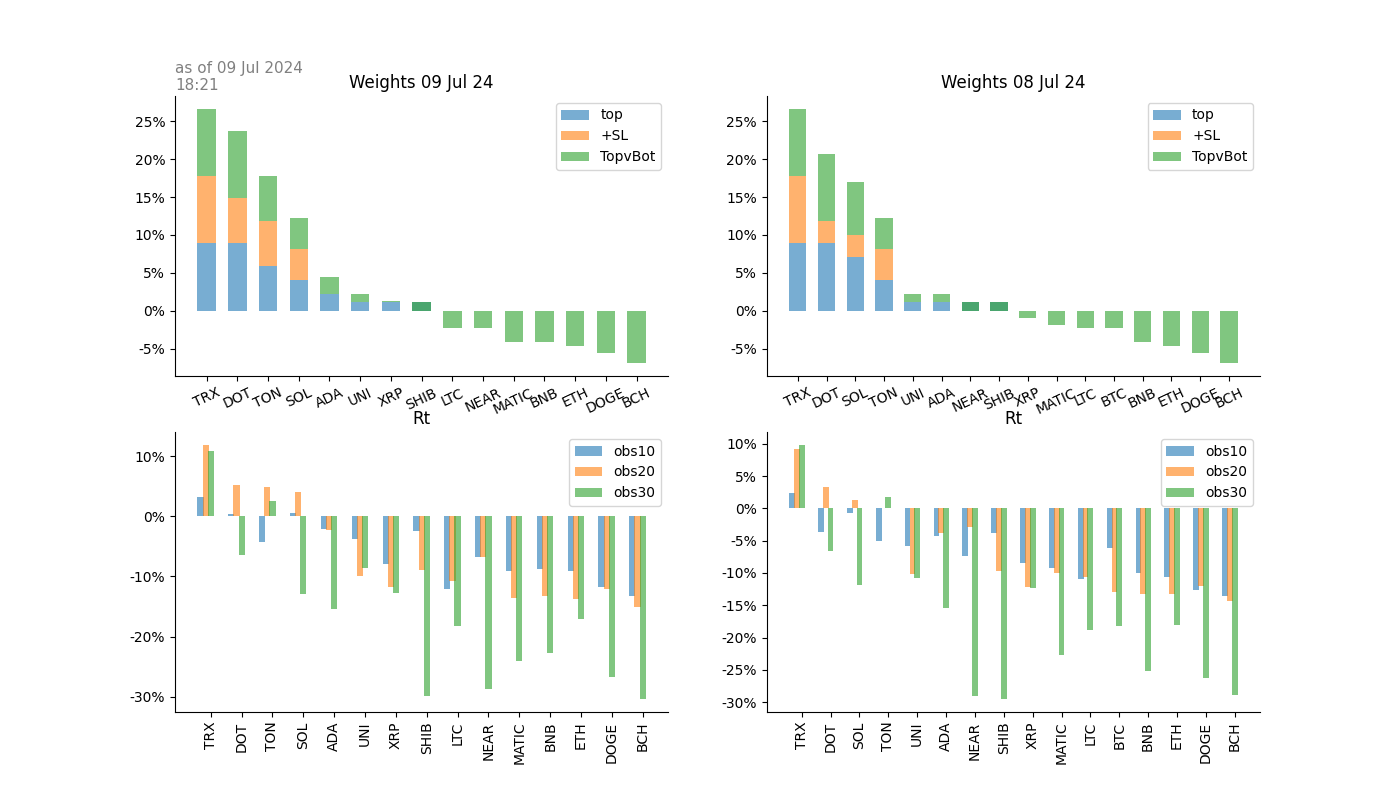 as of 09 Jul 2024
18:21
Weights 09 Jul 24
25%
20%
15%
10%
5%
0%
-5%
top
+SL
TopvBot
TRX DOT TON SOL ADA UNI XRP SHIB LTC NEAR MATIC BNB ETH DOGE BCH
Weights 08 Jul 24
25%
20%
15%
10%
5%
0%
-5%
top
+SL
TopvBot
TRX DOT SOL TON UNI ADA NEAR SHIB XRP MATIC LTC BTC BNB ETH DOGE BCH
Rt
10%
0%
-10%
-20%
-30%
obs10
obs20
obs30
TRX DOT TON SOL ADA UNI XRP SHIB LTC NEAR MATIC BNB ETH DOGE BCH
Rt
10%
5%
0%
-5%
-10%
-15%
-20%
-25%
-30%
obs10
obs20
obs30
TRX DOT SOL TON UNI ADA NEAR SHIB XRP MATIC LTC BTC BNB ETH DOGE BCH